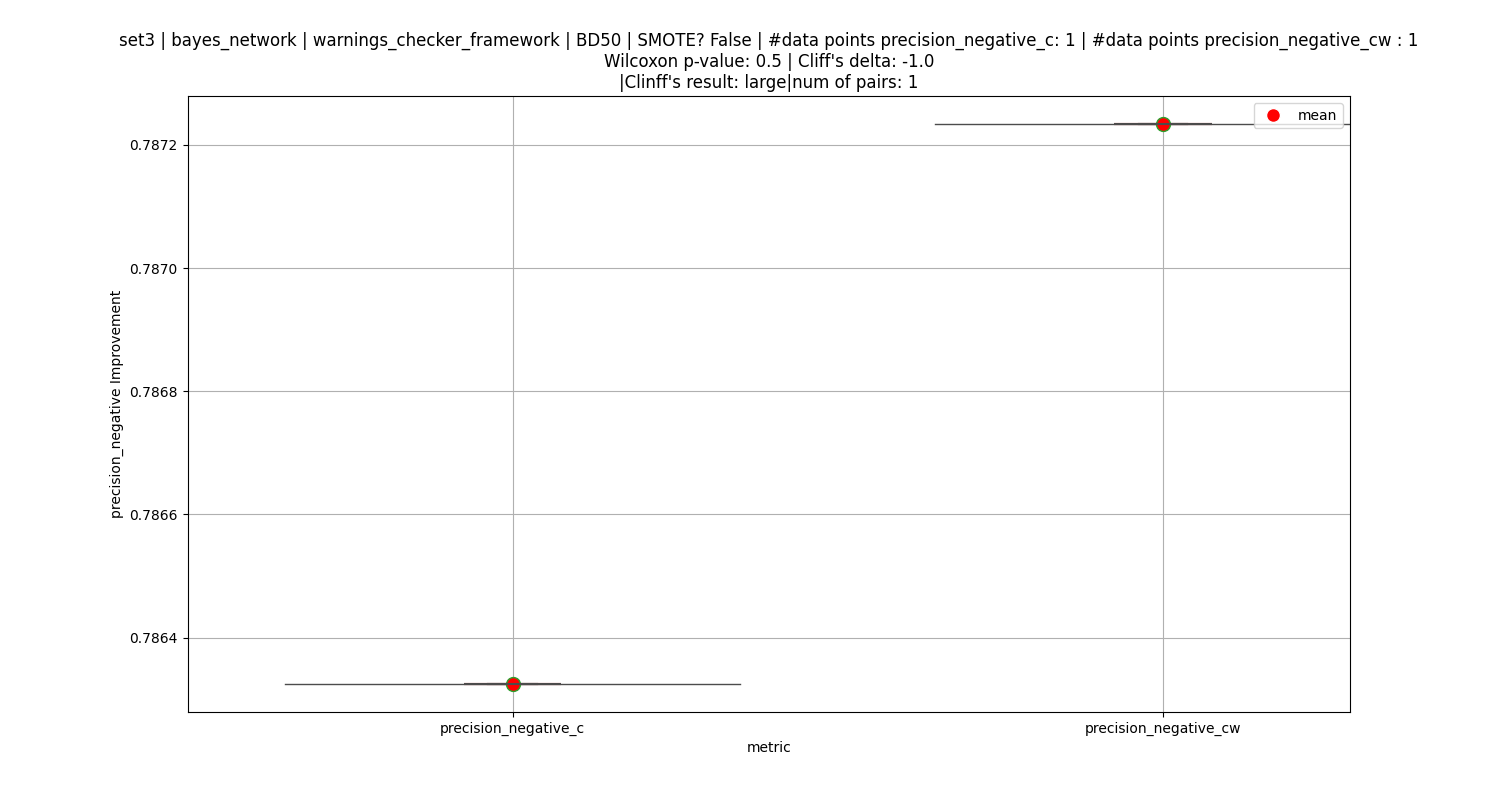 set3 | bayes_network | warnings_checker_framework | BD50 | SMOTE? False | #data points precision_negative_c: 1 | #data points precision_negative_cw : 1
Wilcoxon p-value: 0.5 | Cliff's delta: -1.0
|Clinff's result: large|num of pairs: 1
mean
0.7872
0.7870
0.7868
0.7866
0.7864
precision_negative Improvement
precision_negative_c
precision_negative_cw
metric